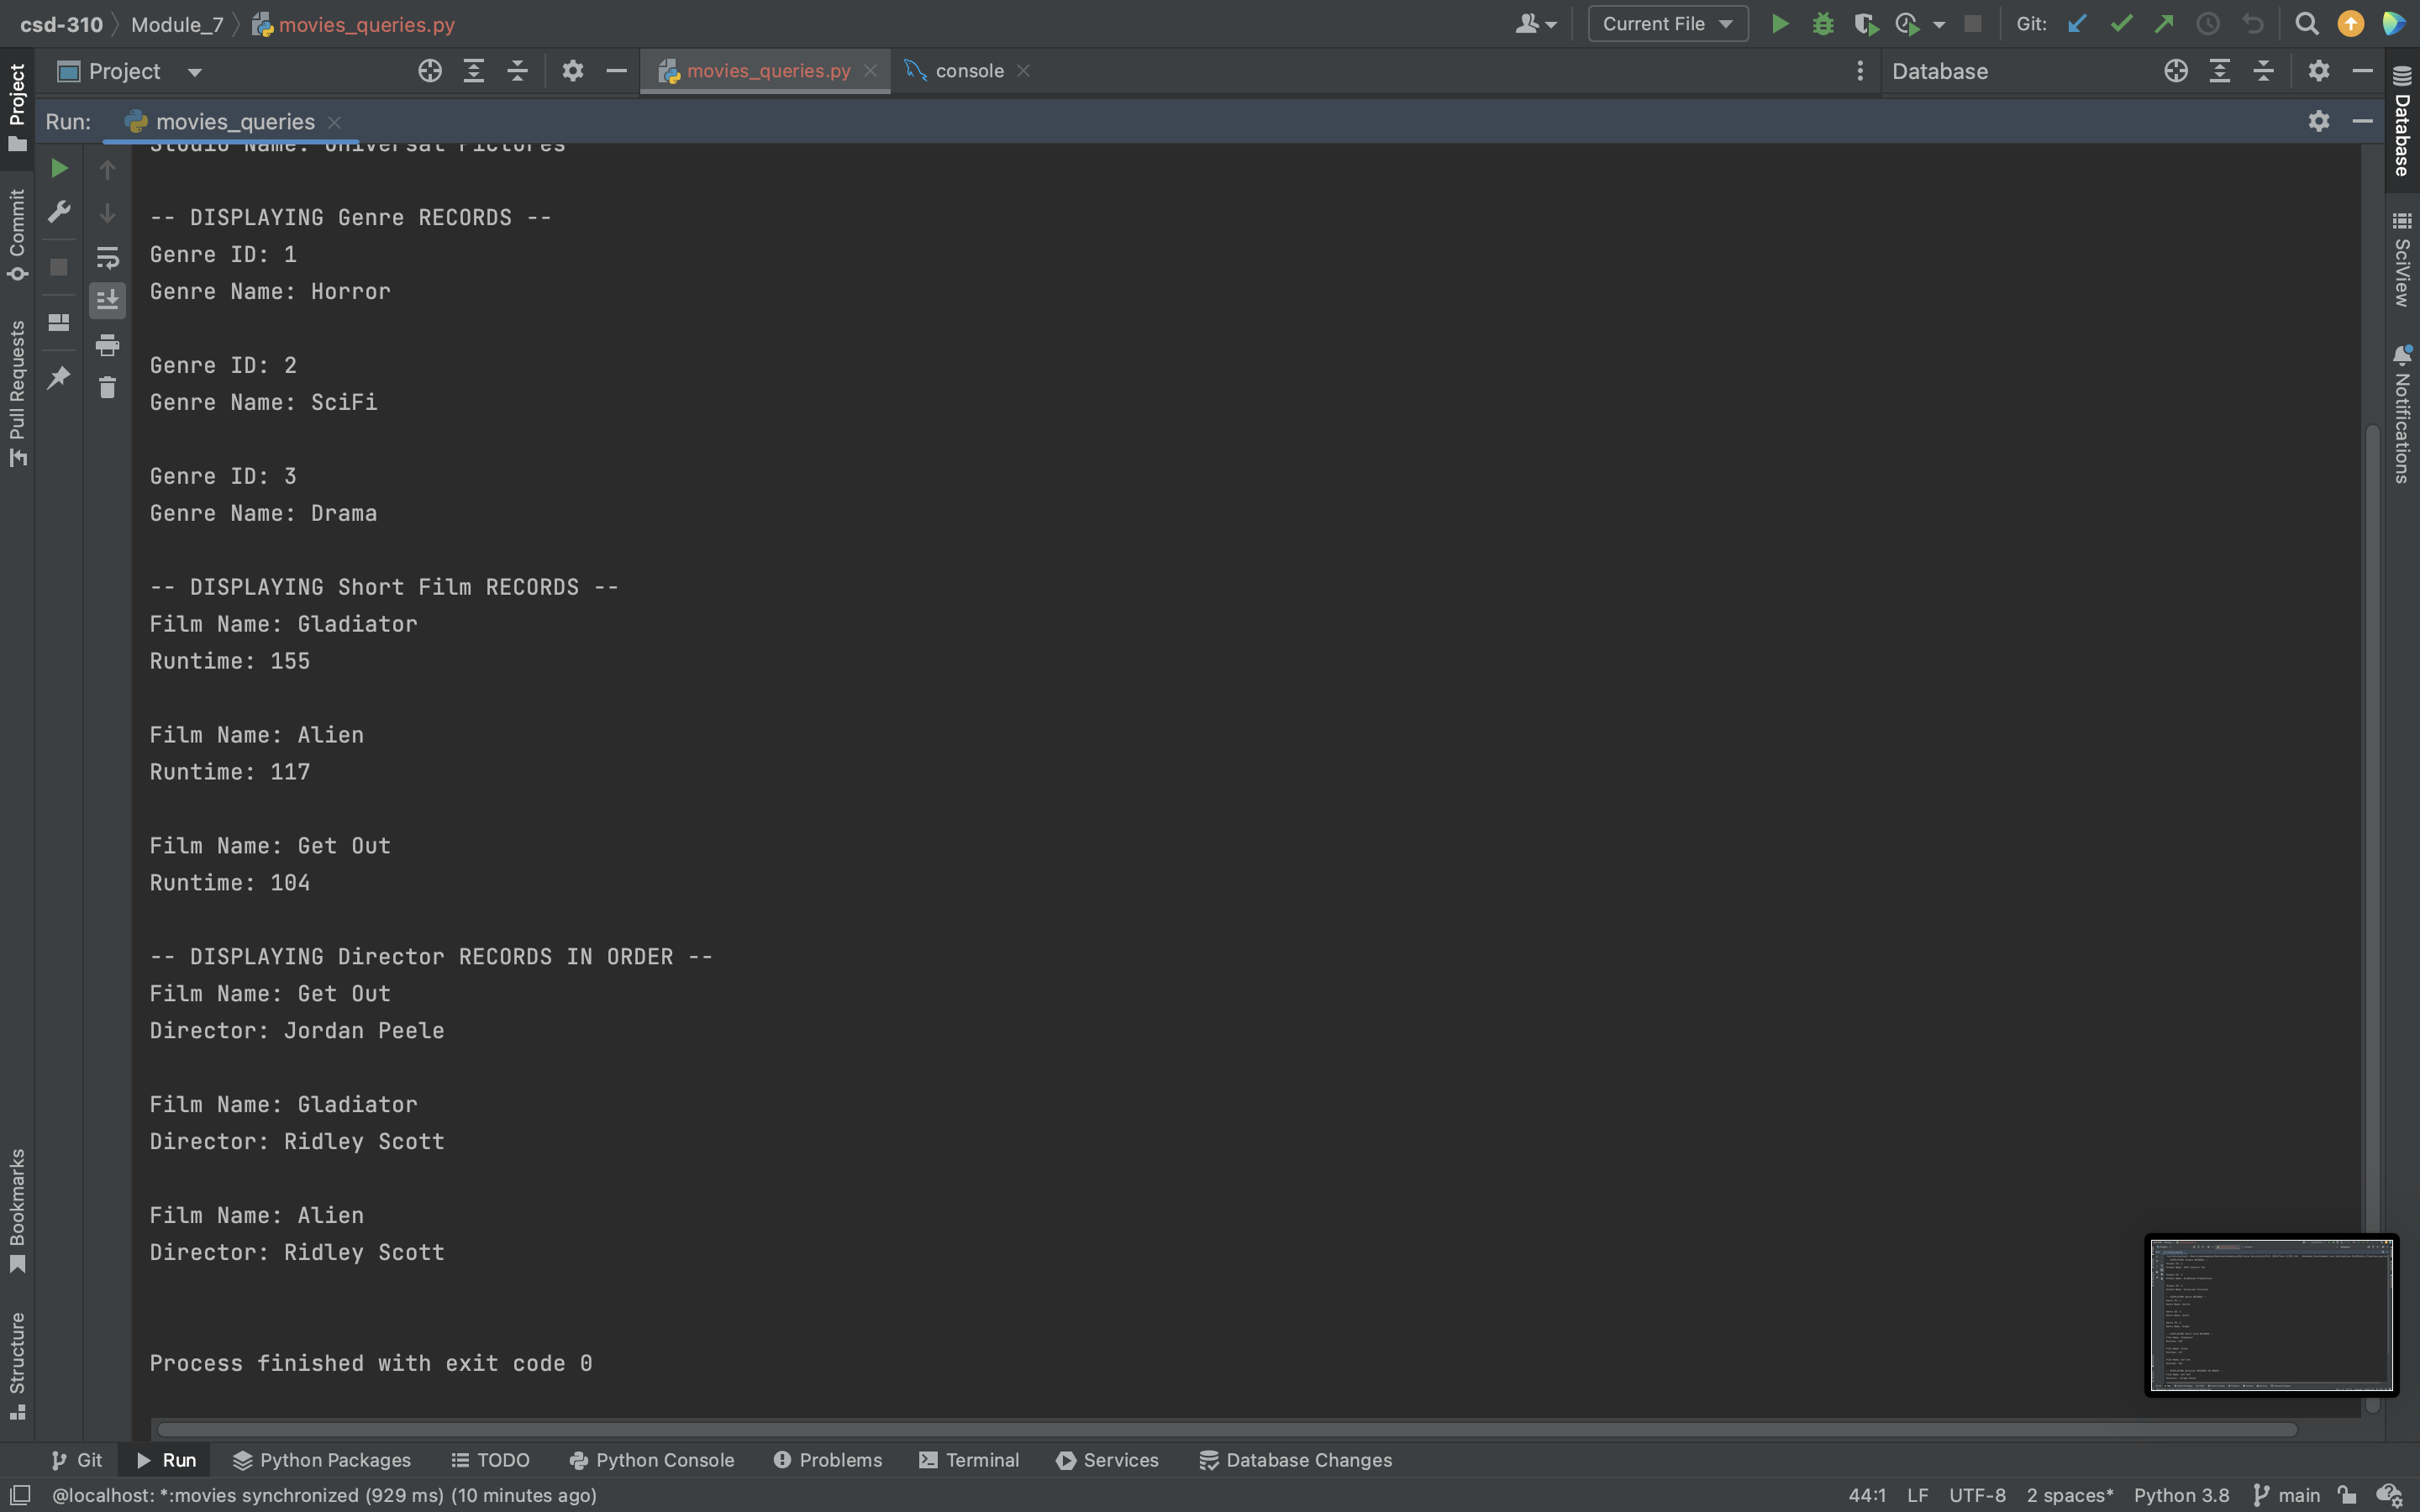 csd-310 Module_7 movies_queries.py Current File Git:
Project movies_queries.py console Database
Run: movies_queries
Studio Name: Universal Pictures
-- DISPLAYING Genre RECORDS --
Genre ID: 1
Genre Name: Horror
Genre ID: 2
Genre Name: SciFi
Genre ID: 3
Genre Name: Drama
-- DISPLAYING Short Film RECORDS --
Film Name: Gladiator
Runtime: 155
Film Name: Alien
Runtime: 117
Film Name: Get Out
Runtime: 104
-- DISPLAYING Director RECORDS IN ORDER --
Film Name: Get Out
Director: Jordan Peele
Film Name: Gladiator
Director: Ridley Scott
Film Name: Alien
Director: Ridley Scott
Process finished with exit code 0
Project
Commit
Pull Requests
Bookmarks
Structure
Database
SciView
Notifications
Git Run Python Packages TODO Python Console Problems Terminal Services Database Changes
@localhost: *:movies synchronized (929 ms) (10 minutes ago) 44:1 LF UTF-8 2 spaces* Python 3.8 main